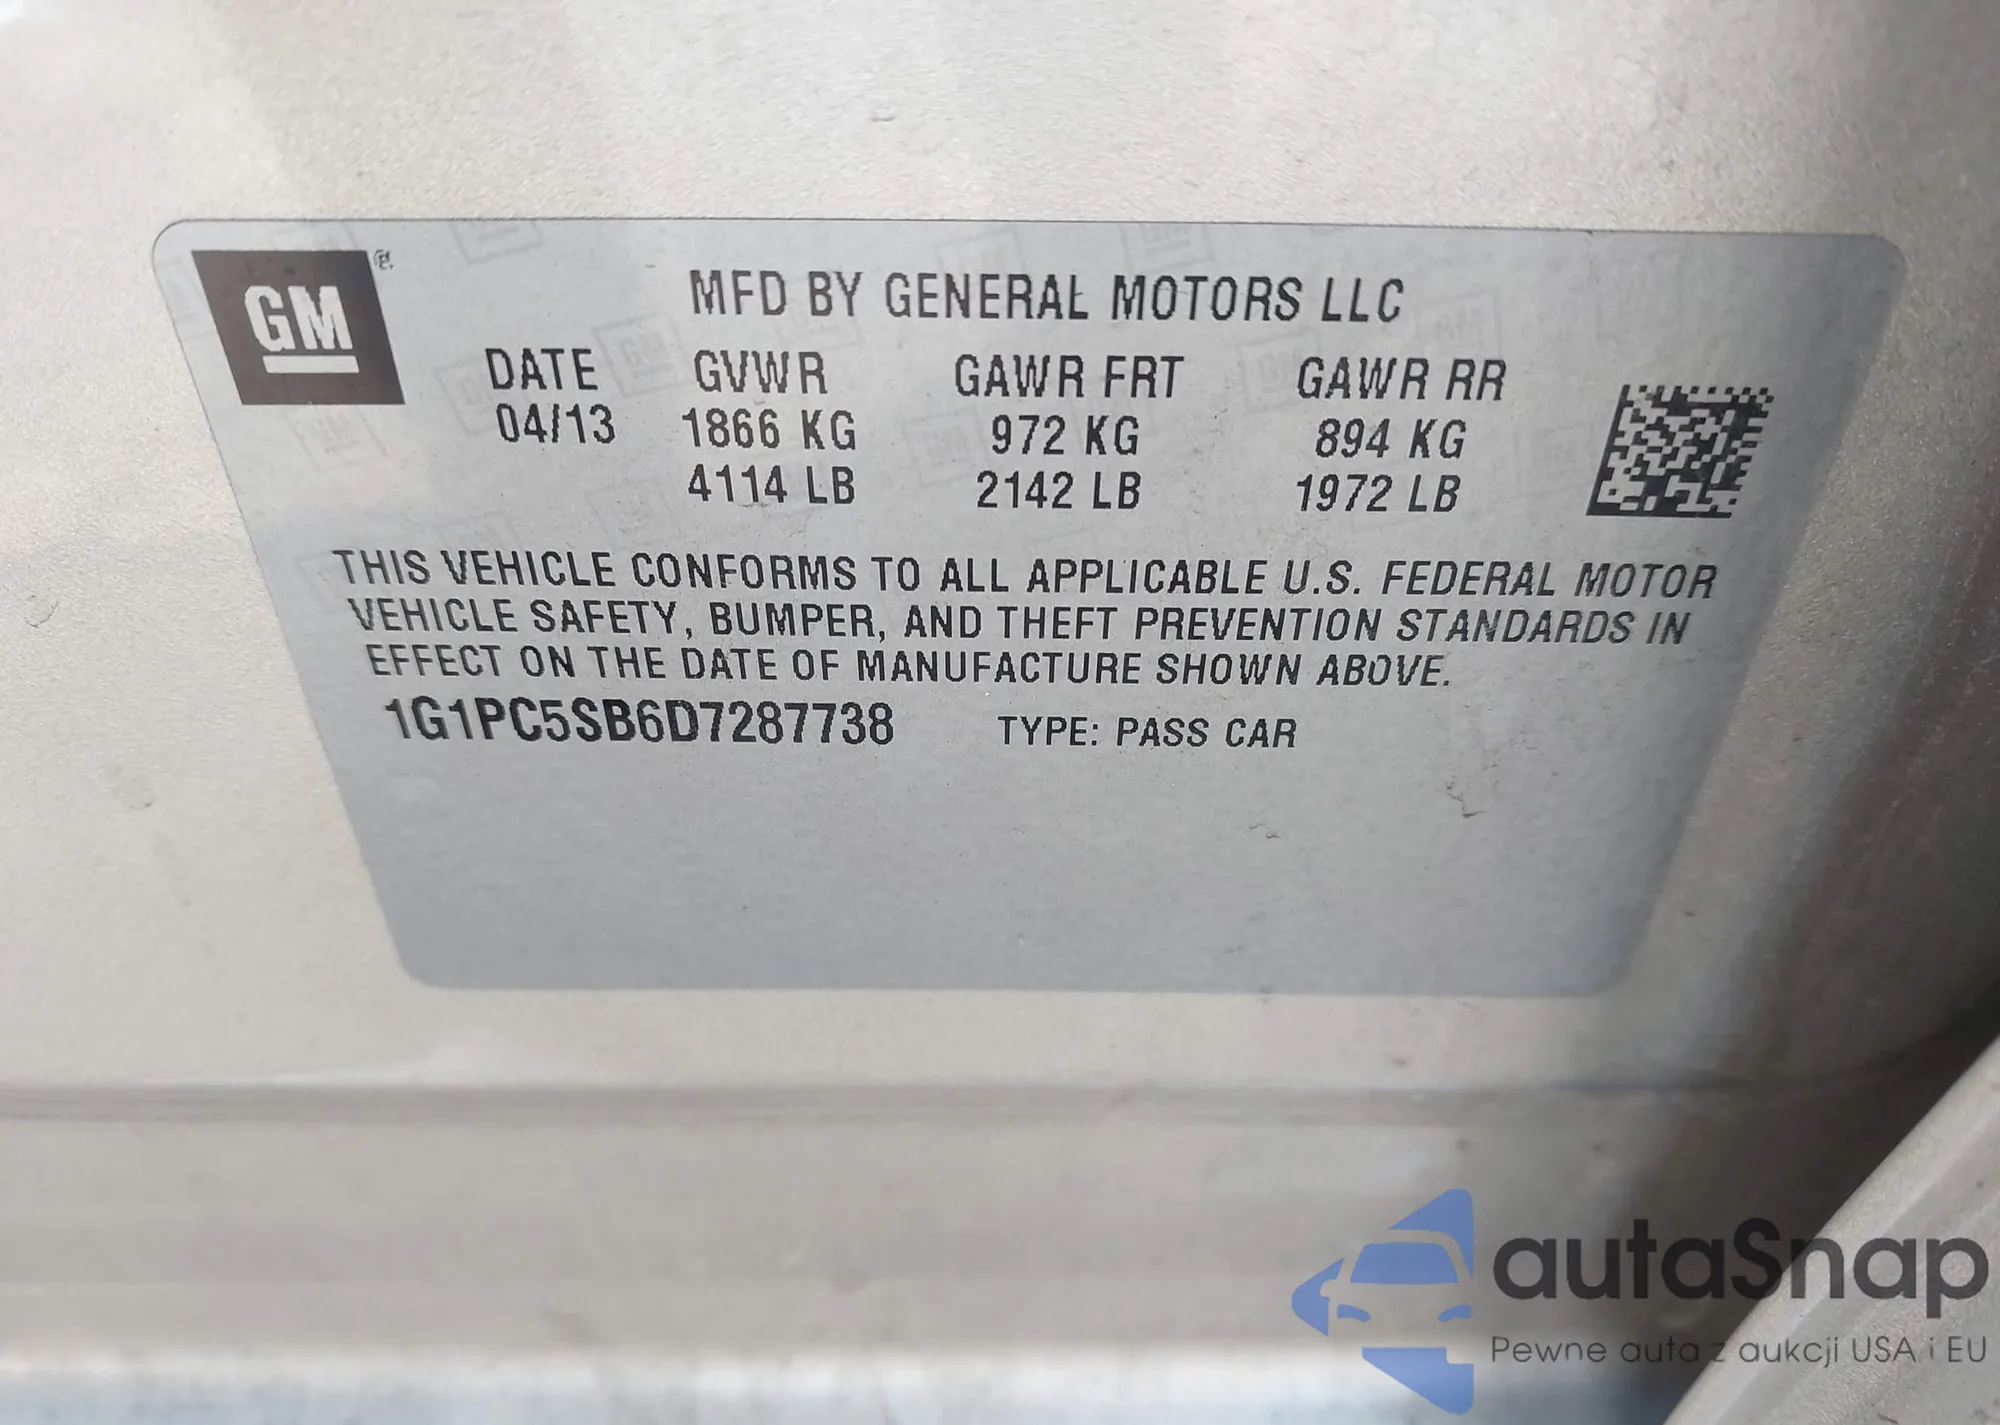 GM ®
MFD BY GENERAL MOTORS LLC
DATE GVWR GAWR FRT GAWR RR
04/13 1866 KG 972 KG 894 KG
4114 LB 2142 LB 1972 LB
THIS VEHICLE CONFORMS TO ALL APPLICABLE U.S. FEDERAL MOTOR
VEHICLE SAFETY, BUMPER, AND THEFT PREVENTION STANDARDS IN
EFFECT ON THE DATE OF MANUFACTURE SHOWN ABOVE.
1G1PC5SB6D7287738 TYPE: PASS CAR
autaSnap
Pewne auta z aukcji USA i EU